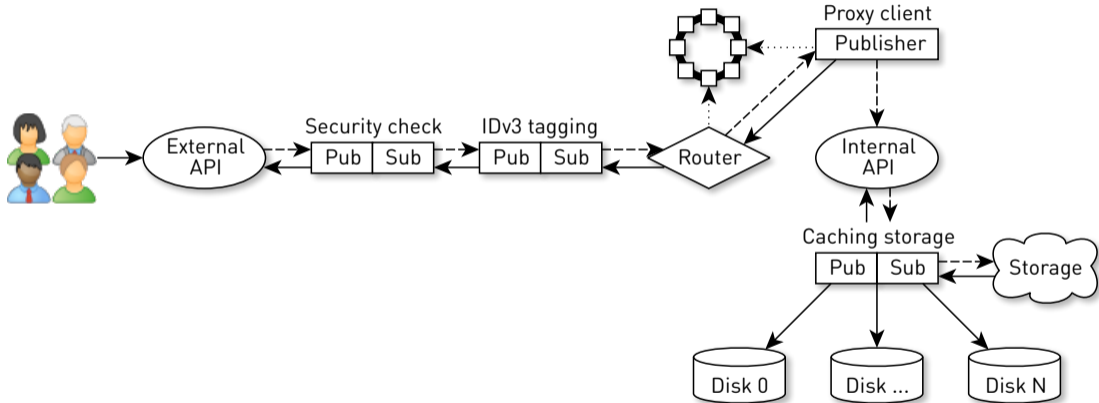 Proxy client
Publisher
Security check
IDv3 tagging
External
API
Pub
Sub
Pub
Sub
Router
Internal
API
Caching storage
Pub
Sub
Storage
Disk 0
Disk ...
Disk N